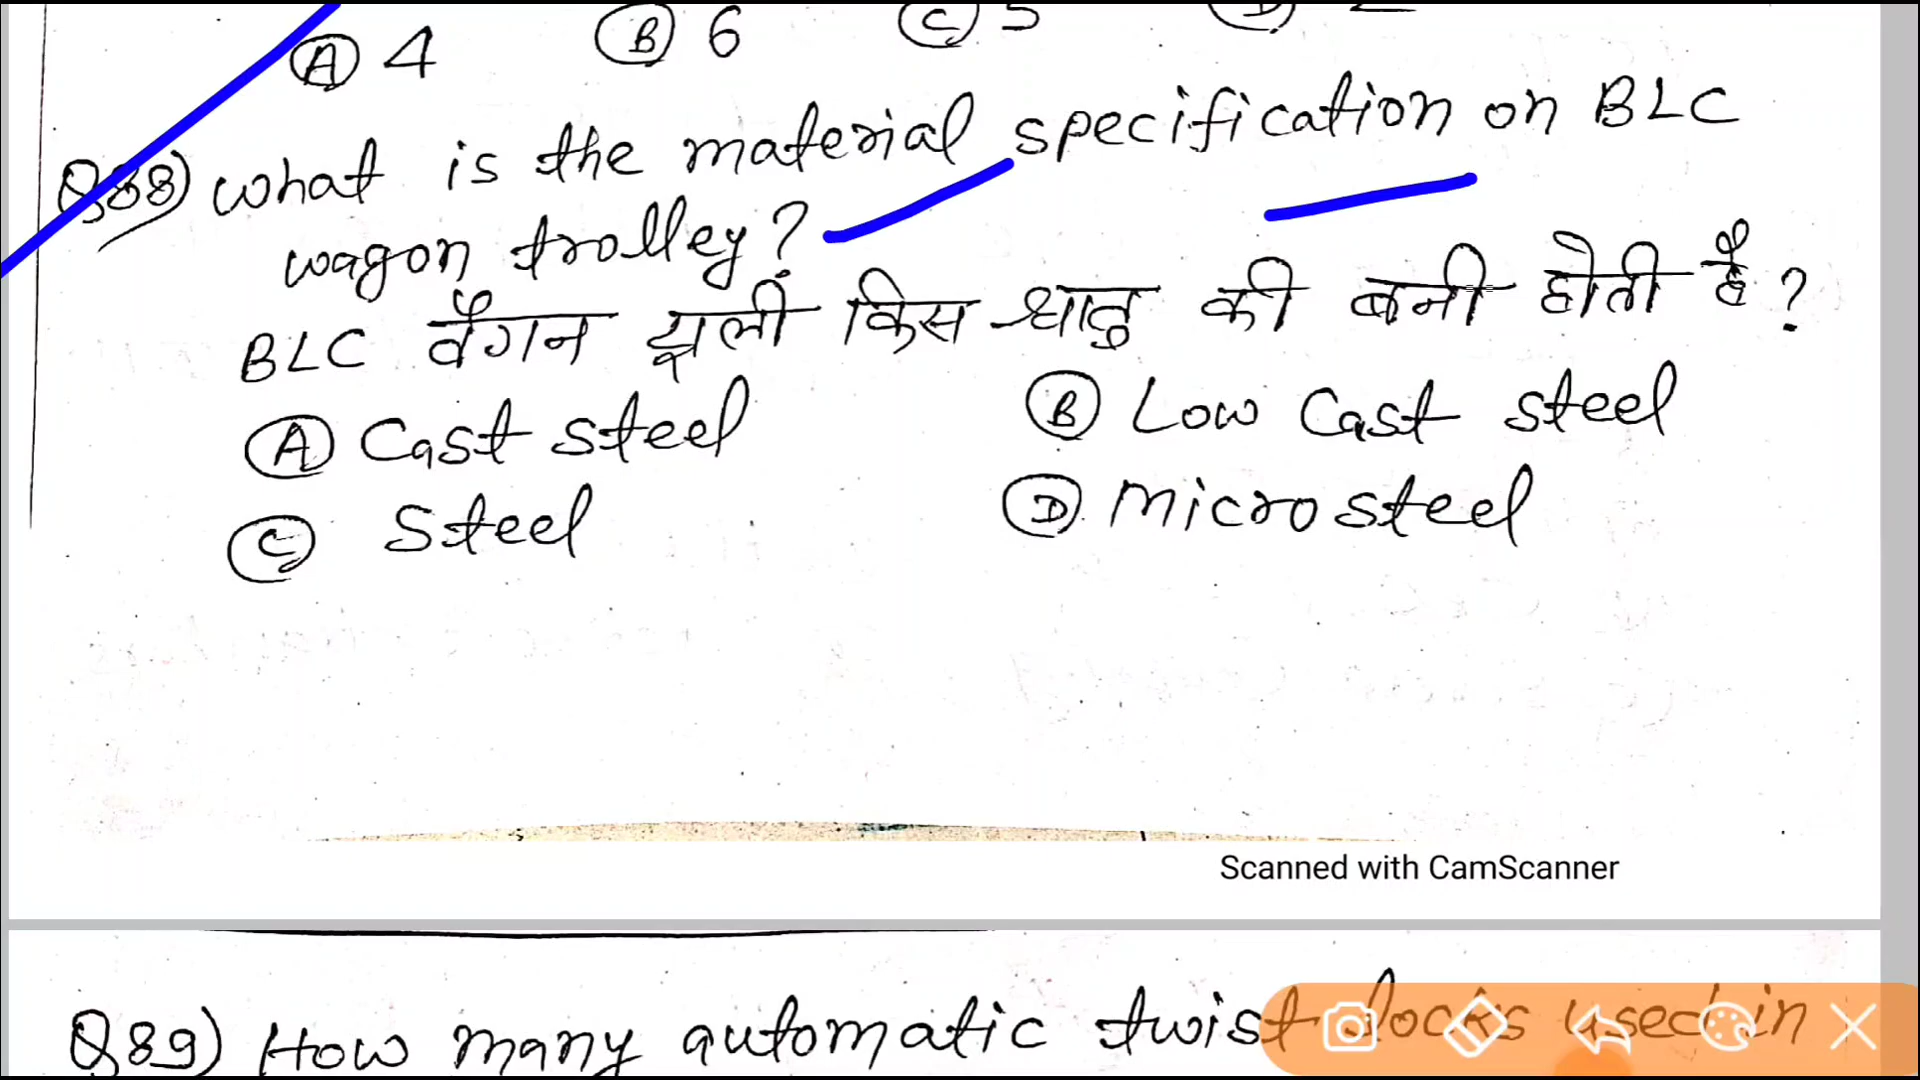 (A) 4 (B) 6 (C) 5
Q88) What is the material specification on BLC
wagon trolley?
BLC वैगन ट्राली किस धातु की बनी होती है ?
(A) Cast steel (B) Low Cast steel
(C) Steel (D) Micro steel
Scanned with CamScanner
Q89) How many automatic twist locks used in